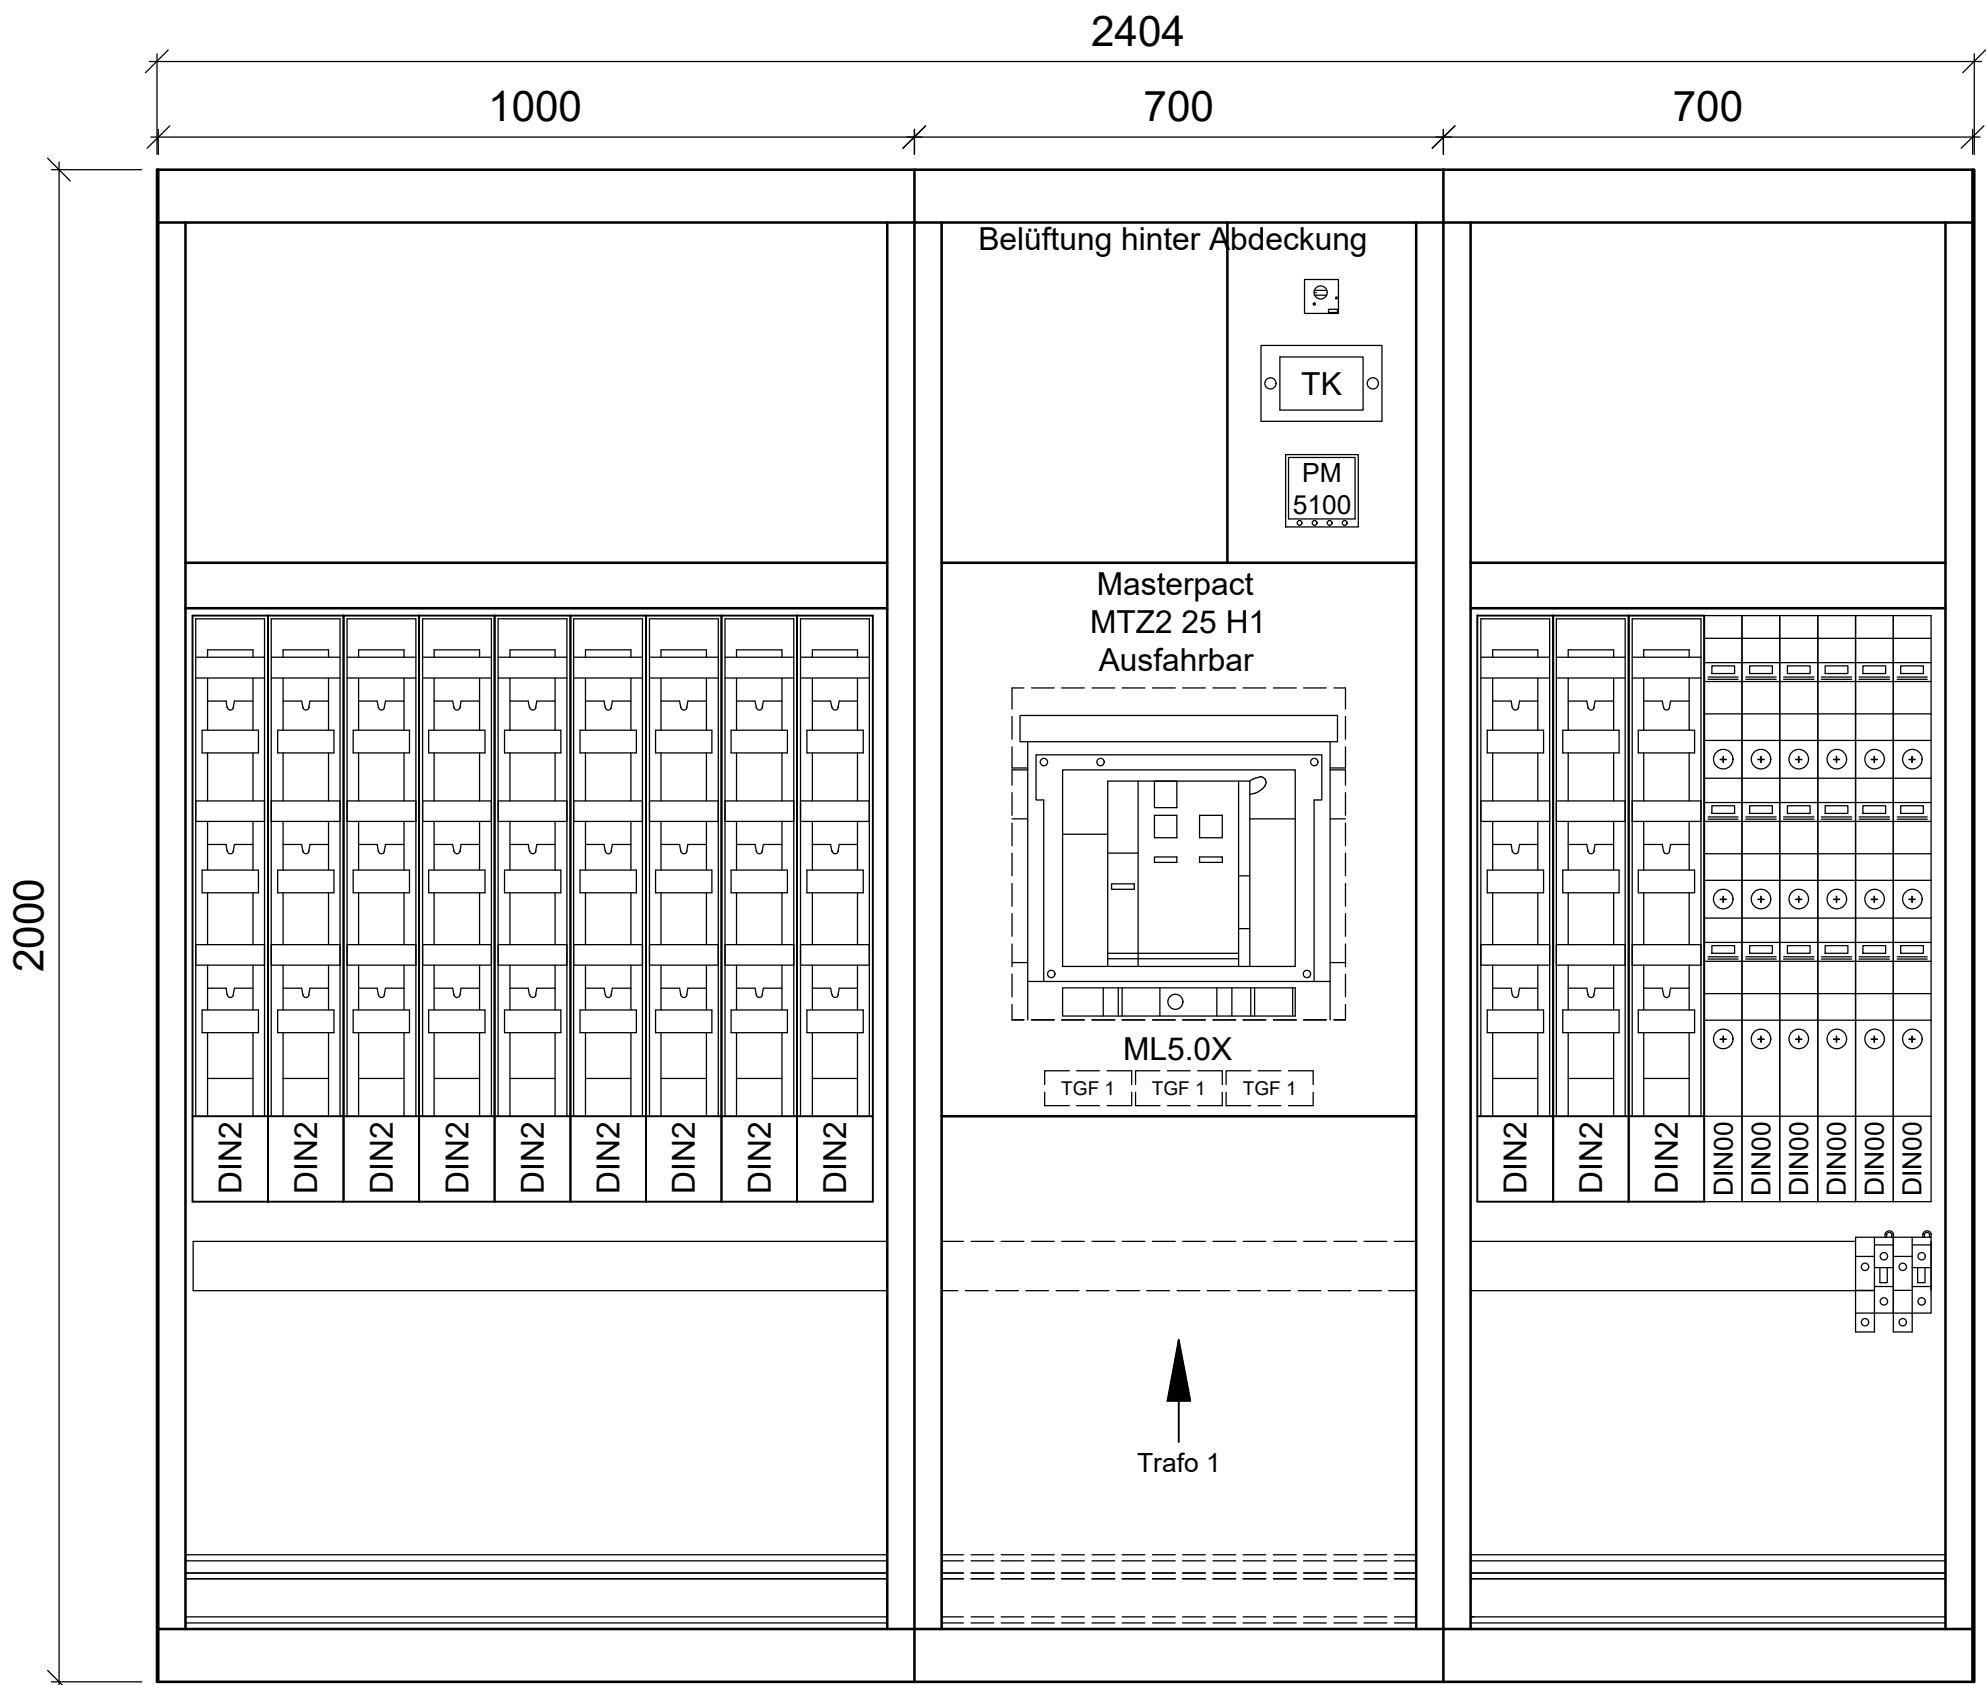 2404
1000
700
700
2000
Belüftung hinter Abdeckung
TK
PM
5100
Masterpact
MTZ2 25 H1
Ausfahrbar
ML5.0X
TGF 1
TGF 1
TGF 1
DIN2
DIN2
DIN2
DIN2
DIN2
DIN2
DIN2
DIN2
DIN2
DIN2
DIN2
DIN2
DIN00
DIN00
DIN00
DIN00
DIN00
DIN00
Trafo 1